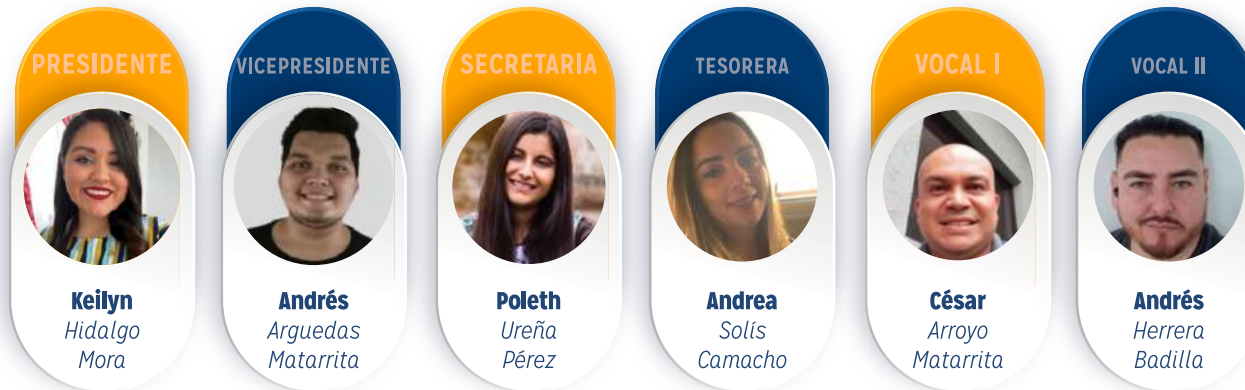 PRESIDENTE
Keilyn
Hidalgo
Mora
VICEPRESIDENTE
Andrés
Arguedas
Matarrita
SECRETARIA
Poleth
Ureña
Pérez
TESORERA
Andrea
Solís
Camacho
VOCAL I
César
Arroyo
Matarrita
VOCAL II
Andrés
Herrera
Badilla